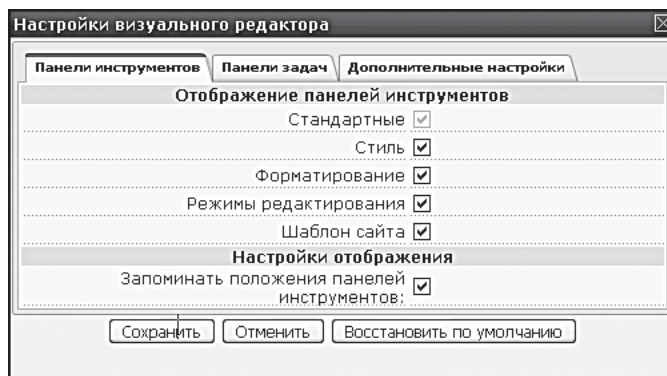 Настройки визуального редактора
Панели инструментов Панели задач Дополнительные настройки
Отображение панелей инструментов
Стандартные
Стиль
Форматирование
Режимы редактирования
Шаблон сайта
Настройки отображения
Запоминать положения панелей
инструментов:
Сохранить Отменить Восстановить по умолчанию